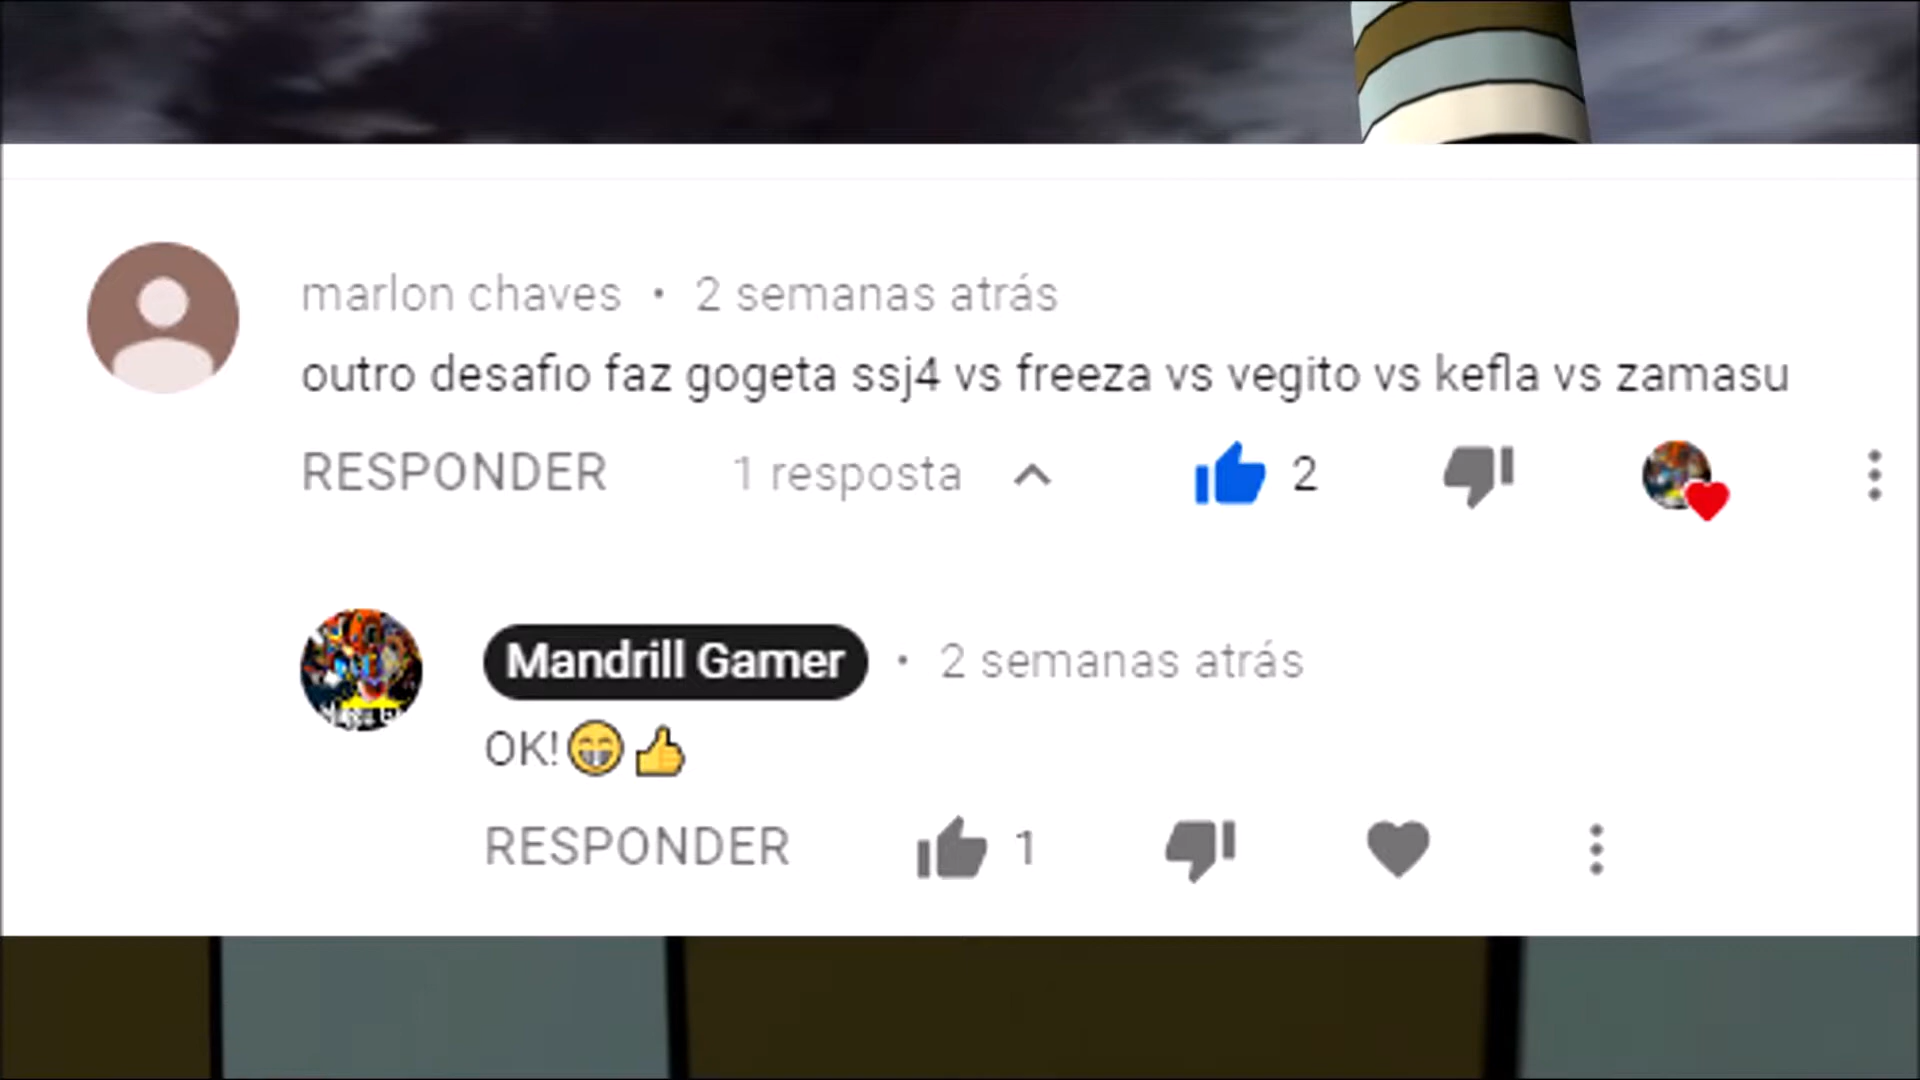 marlon chaves • 2 semanas atrás
outro desafio faz gogeta ssj4 vs freeza vs vegito vs kefla vs zamasu
RESPONDER 1 resposta 2
Mandrill Gamer • 2 semanas atrás
OK!😁👍
RESPONDER 1